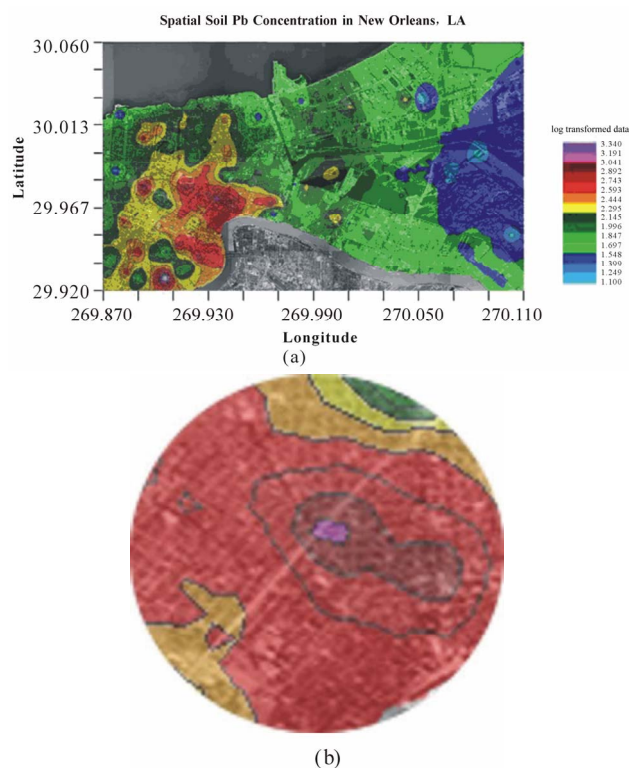 Spatial Soil Pb Concentration in New Orleans, LA
30.060
30.013
29.967
29.920
Latitude
269.870 269.930 269.990 270.050 270.110
Longitude
(a)
log transformed data
3.340
3.191
3.041
2.892
2.743
2.593
2.444
2.295
2.145
1.996
1.847
1.697
1.548
1.399
1.249
1.100
(b)